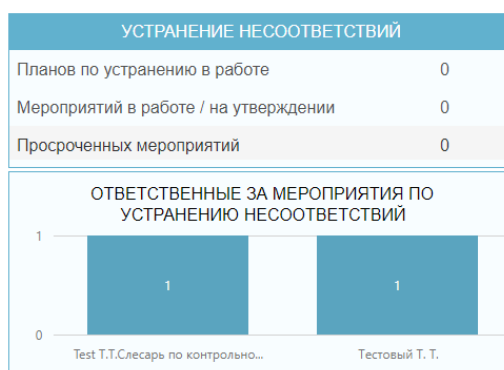 УСТРАНЕНИЕ НЕСООТВЕТСТВИЙ
Планов по устранению в работе 0
Мероприятий в работе / на утверждении 0
Просроченных мероприятий 0
ОТВЕТСТВЕННЫЕ ЗА МЕРОПРИЯТИЯ ПО
УСТРАНЕНИЮ НЕСООТВЕТСТВИЙ
1
1 1
0
Test Т.Т.Слесарь по контрольно... Тестовый Т. Т.